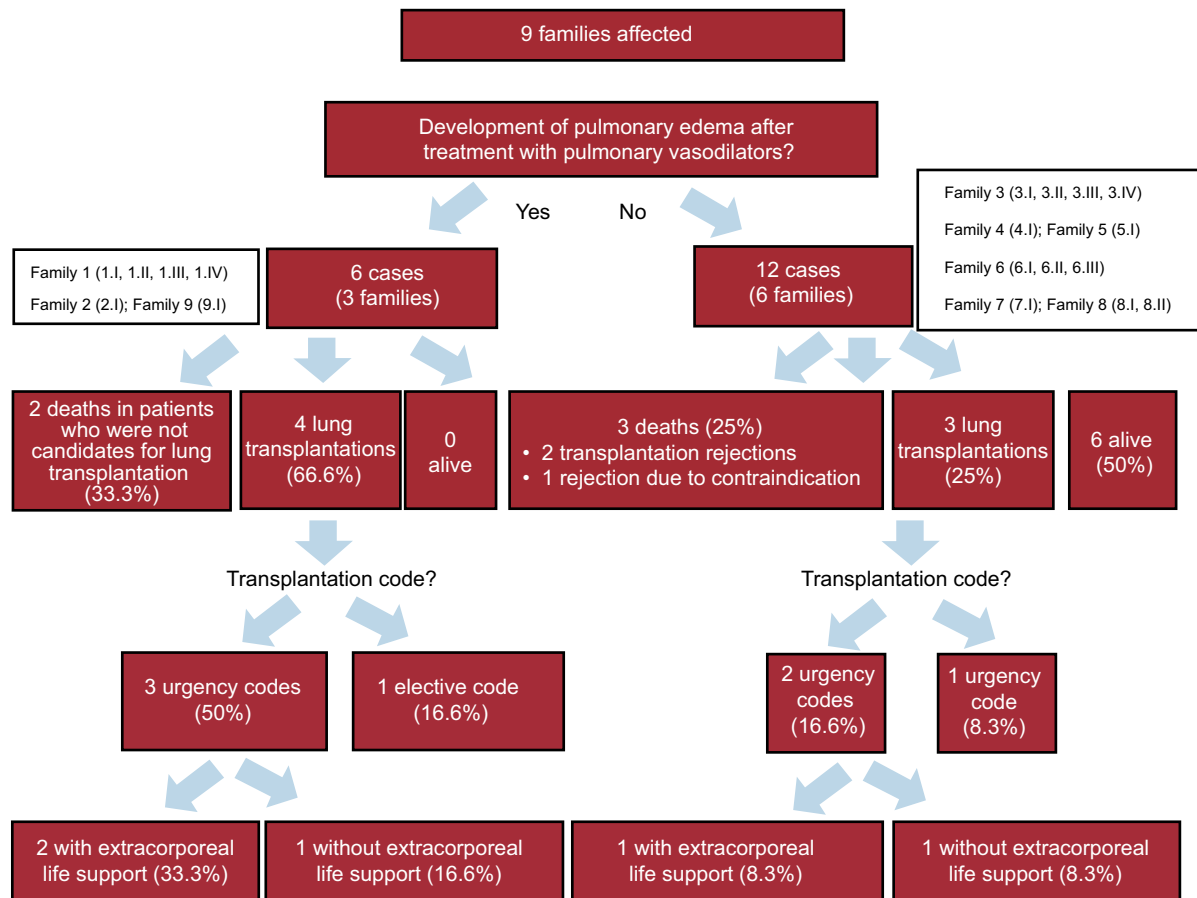 9 families affected
Development of pulmonary edema after
treatment with pulmonary vasodilators?
Yes
No
Family 1 (1.I, 1.II, 1.III, 1.IV)
Family 2 (2.I); Family 9 (9.I)
6 cases
(3 families)
12 cases
(6 families)
Family 3 (3.I, 3.II, 3.III, 3.IV)
Family 4 (4.I); Family 5 (5.I)
Family 6 (6.I, 6.II, 6.III)
Family 7 (7.I); Family 8 (8.I, 8.II)
2 deaths in patients
who were not
candidates for lung
transplantation
(33.3%)
4 lung
transplantations
(66.6%)
0
alive
3 deaths (25%)
• 2 transplantation rejections
• 1 rejection due to contraindication
3 lung
transplantations
(25%)
6 alive
(50%)
Transplantation code?
Transplantation code?
3 urgency codes
(50%)
1 elective code
(16.6%)
2 urgency
codes
(16.6%)
1 urgency
code
(8.3%)
2 with extracorporeal
life support (33.3%)
1 without extracorporeal
life support (16.6%)
1 with extracorporeal
life support (8.3%)
1 without extracorporeal
life support (8.3%)